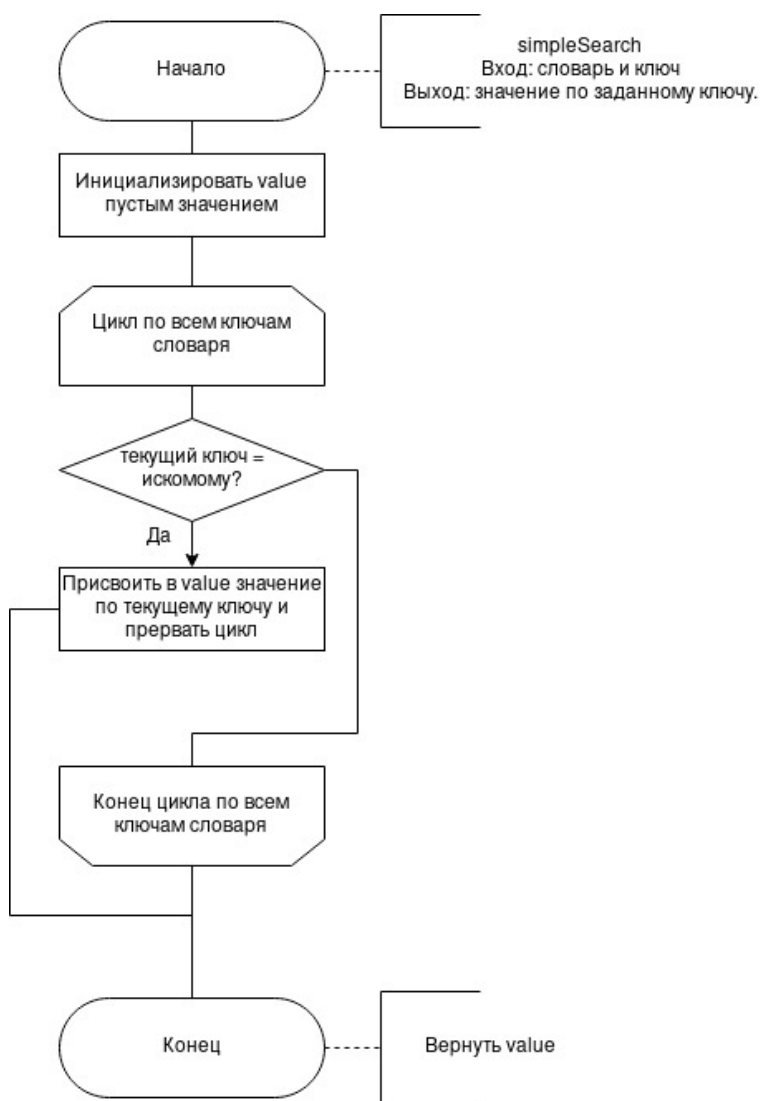 Начало
simpleSearch
Вход: словарь и ключ
Выход: значение по заданному ключу.
Инициализировать value
пустым значением
Цикл по всем ключам
словаря
текущий ключ =
искомому?
Да
Присвоить в value значение
по текущему ключу и
прервать цикл
Конец цикла по всем
ключам словаря
Конец
Вернуть value